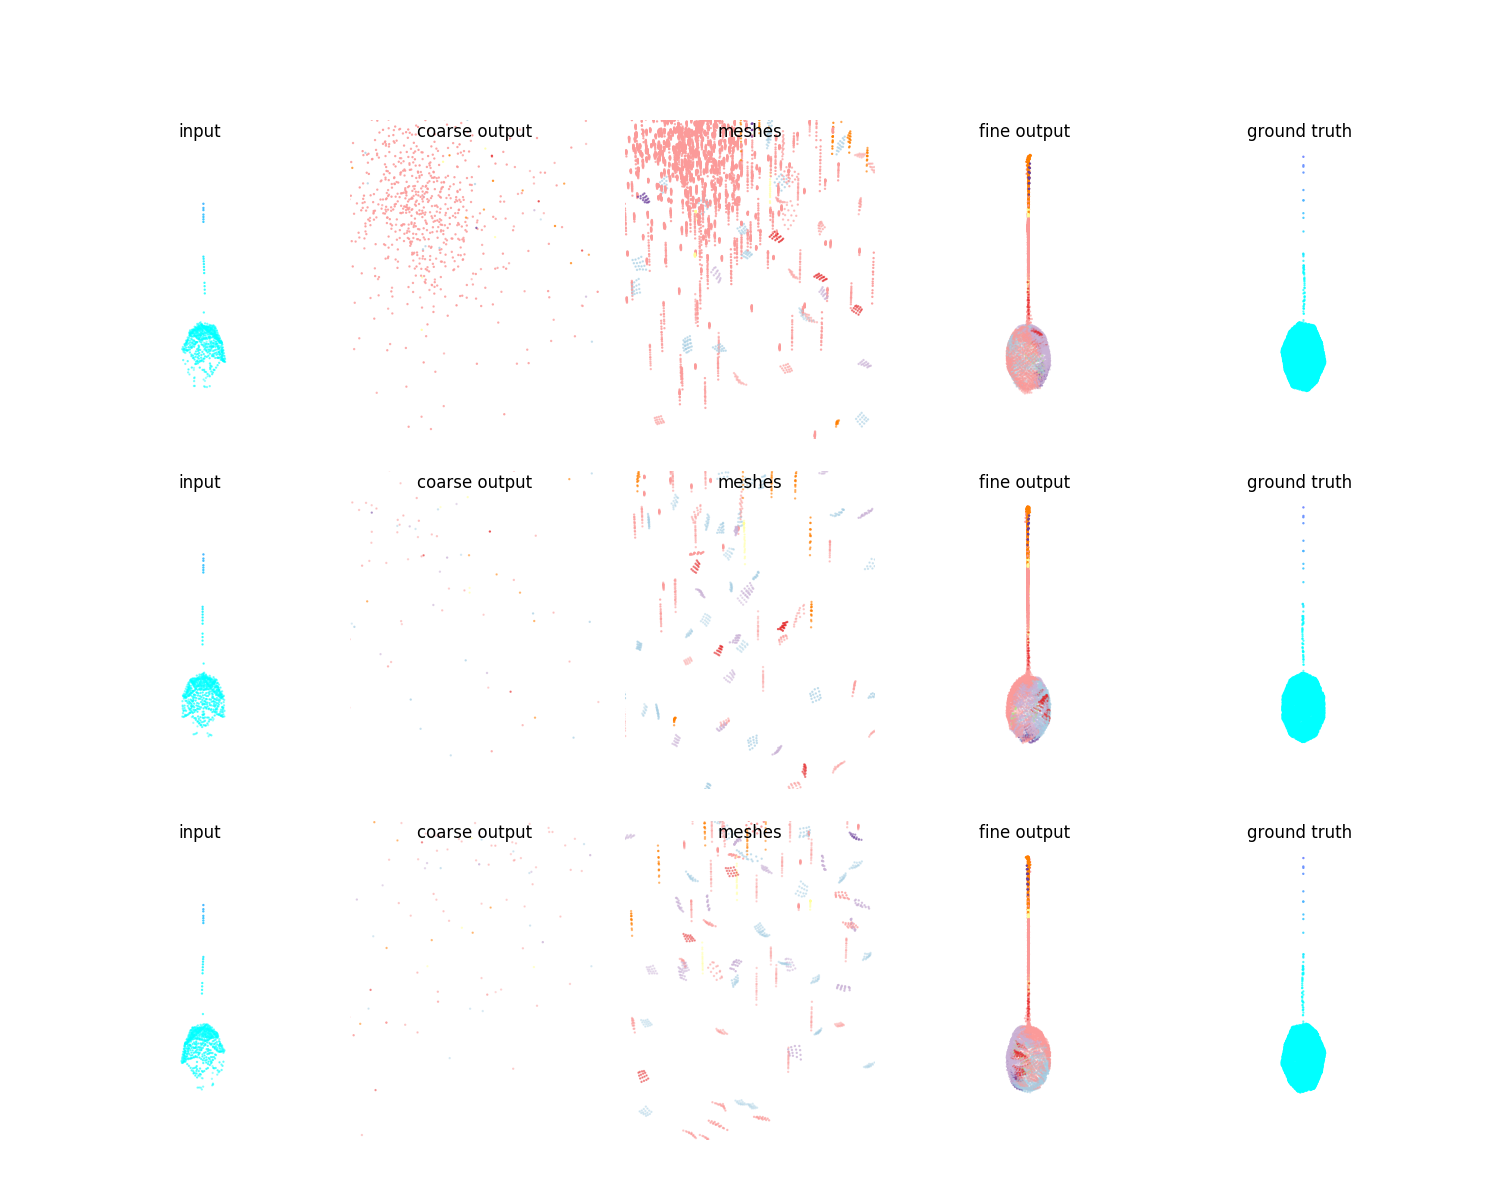 input
coarse output
meshes
fine output
ground truth
input
coarse output
meshes
fine output
ground truth
input
coarse output
meshes
fine output
ground truth